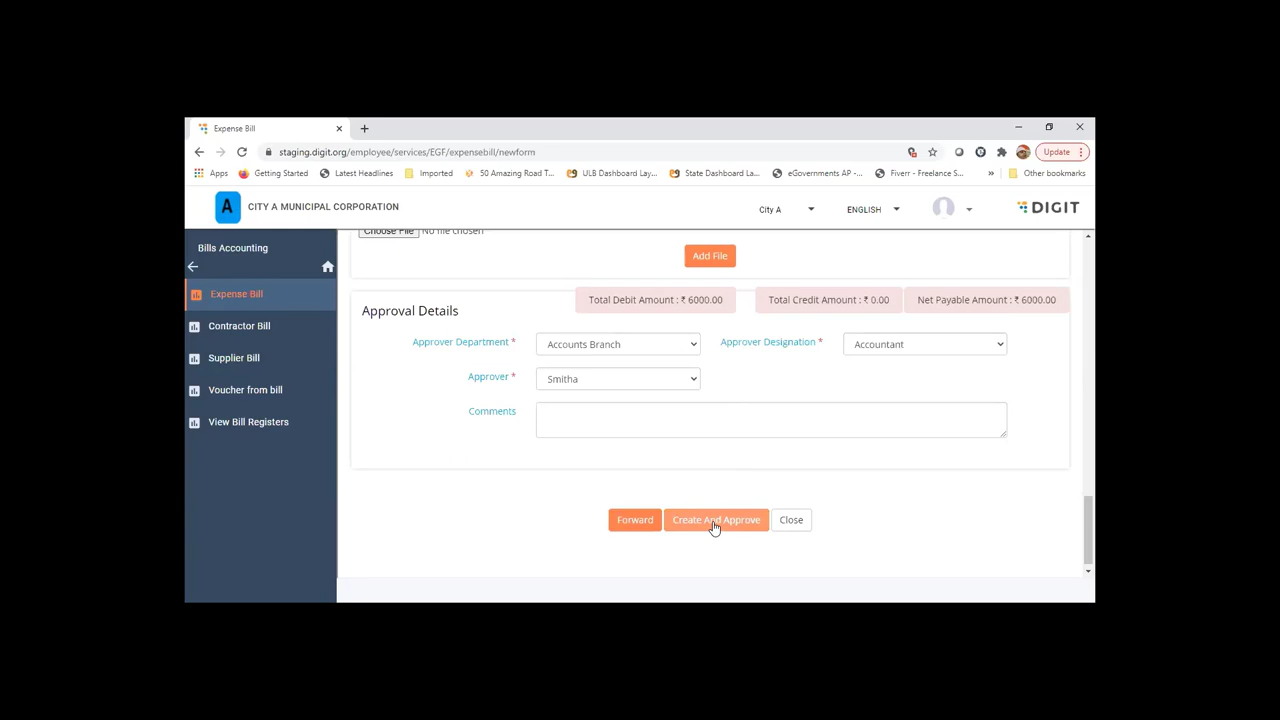 Expense Bill
staging.digit.org/employee/services/EGF/expensebill/newform
Update
Apps Getting Started Latest Headlines Imported 50 Amazing Road T... ULB Dashboard Lay... State Dashboard La... eGovernments AP -... Fiverr - Freelance S... » Other bookmarks
A CITY A MUNICIPAL CORPORATION City A ENGLISH DIGIT
Bills Accounting
Expense Bill
Contractor Bill
Supplier Bill
Voucher from bill
View Bill Registers
Choose File No file chosen
Add File
Total Debit Amount : ₹ 6000.00 Total Credit Amount : ₹ 0.00 Net Payable Amount : ₹ 6000.00
Approval Details
Approver Department * Accounts Branch Approver Designation * Accountant
Approver * Smitha
Comments
Forward Create And Approve Close